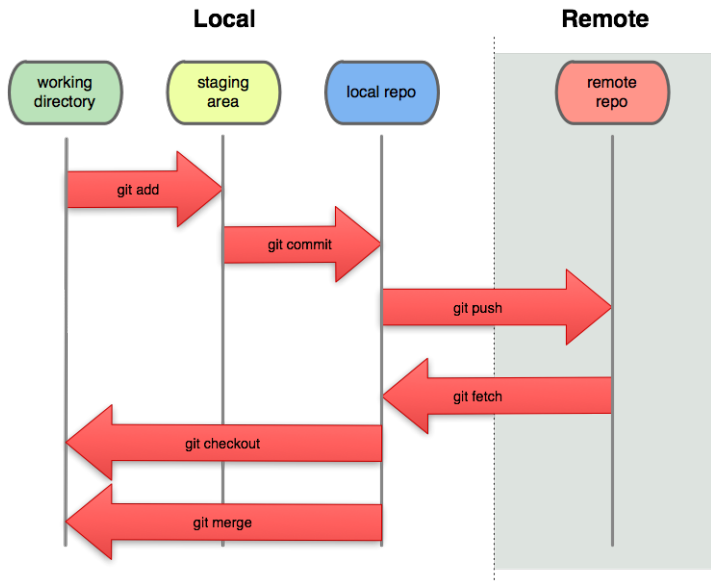 Local
Remote
working
directory
staging
area
local repo
remote
repo
git add
git commit
git push
git fetch
git checkout
git merge